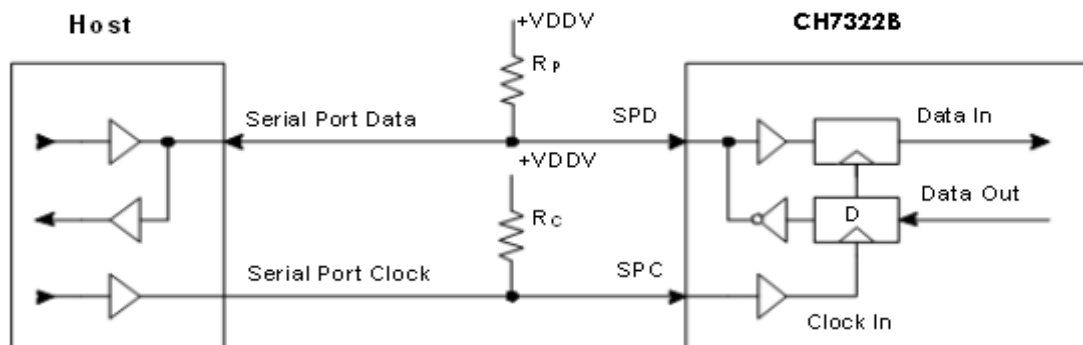 Host
+VDDV
CH7322B
RP
Serial Port Data
SPD
Data In
+VDDV
Data Out
D
RC
Serial Port Clock
SPC
Clock In